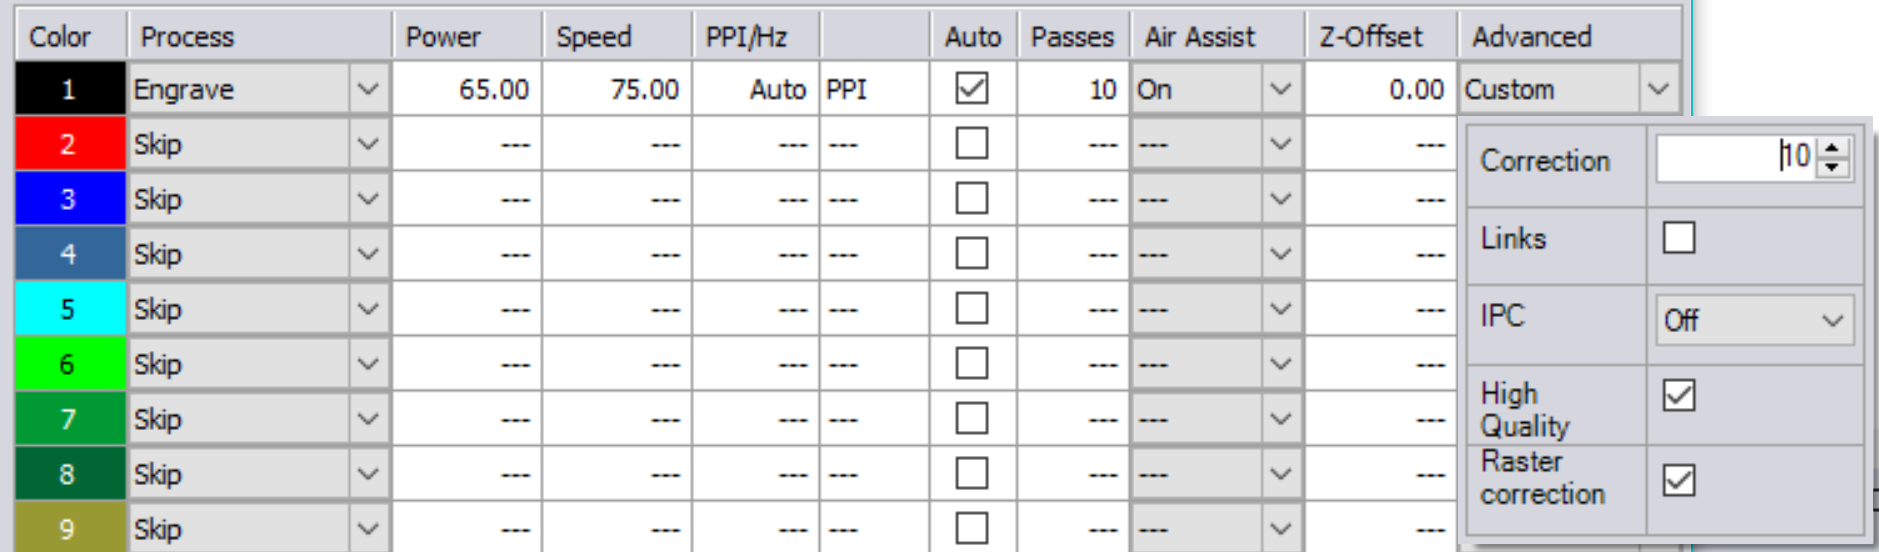 Color Process Power Speed PPI/Hz Auto Passes Air Assist Z-Offset Advanced
1 Engrave 65.00 75.00 Auto PPI 10 On 0.00 Custom
2 Skip --- --- --- --- --- --- ---
Correction 10
3 Skip --- --- --- --- --- --- ---
Links
4 Skip --- --- --- --- --- --- ---
5 Skip --- --- --- --- --- --- ---
IPC Off
6 Skip --- --- --- --- --- --- ---
High
Quality
7 Skip --- --- --- --- --- --- ---
Raster
correction
8 Skip --- --- --- --- --- --- ---
9 Skip --- --- --- --- --- --- ---